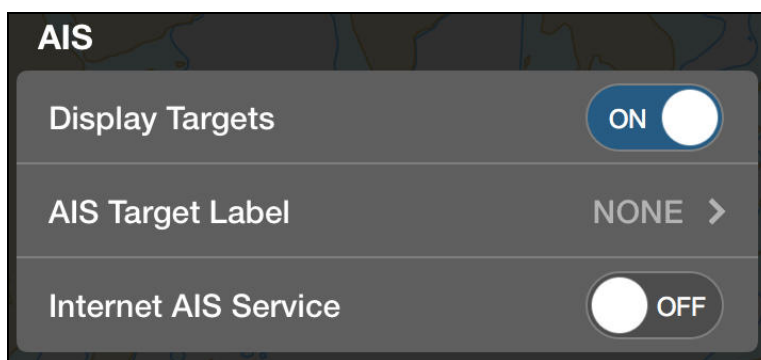 AIS
Display Targets ON
AIS Target Label NONE >
Internet AIS Service OFF